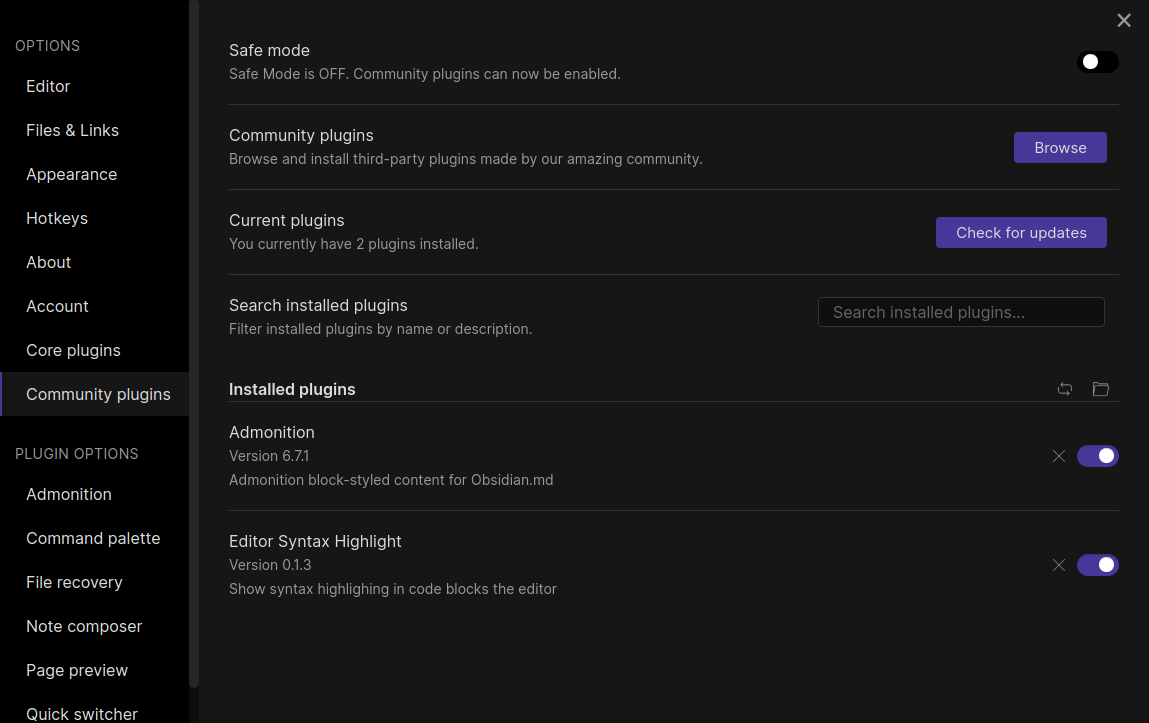 OPTIONS
Editor
Files & Links
Appearance
Hotkeys
About
Account
Core plugins
Community plugins
PLUGIN OPTIONS
Admonition
Command palette
File recovery
Note composer
Page preview
Quick switcher
Safe mode
Safe Mode is OFF. Community plugins can now be enabled.
Community plugins
Browse and install third-party plugins made by our amazing community.
Browse
Current plugins
You currently have 2 plugins installed.
Check for updates
Search installed plugins
Filter installed plugins by name or description.
Search installed plugins...
Installed plugins
Admonition
Version 6.7.1
Admonition block-styled content for Obsidian.md
Editor Syntax Highlight
Version 0.1.3
Show syntax highlighing in code blocks the editor